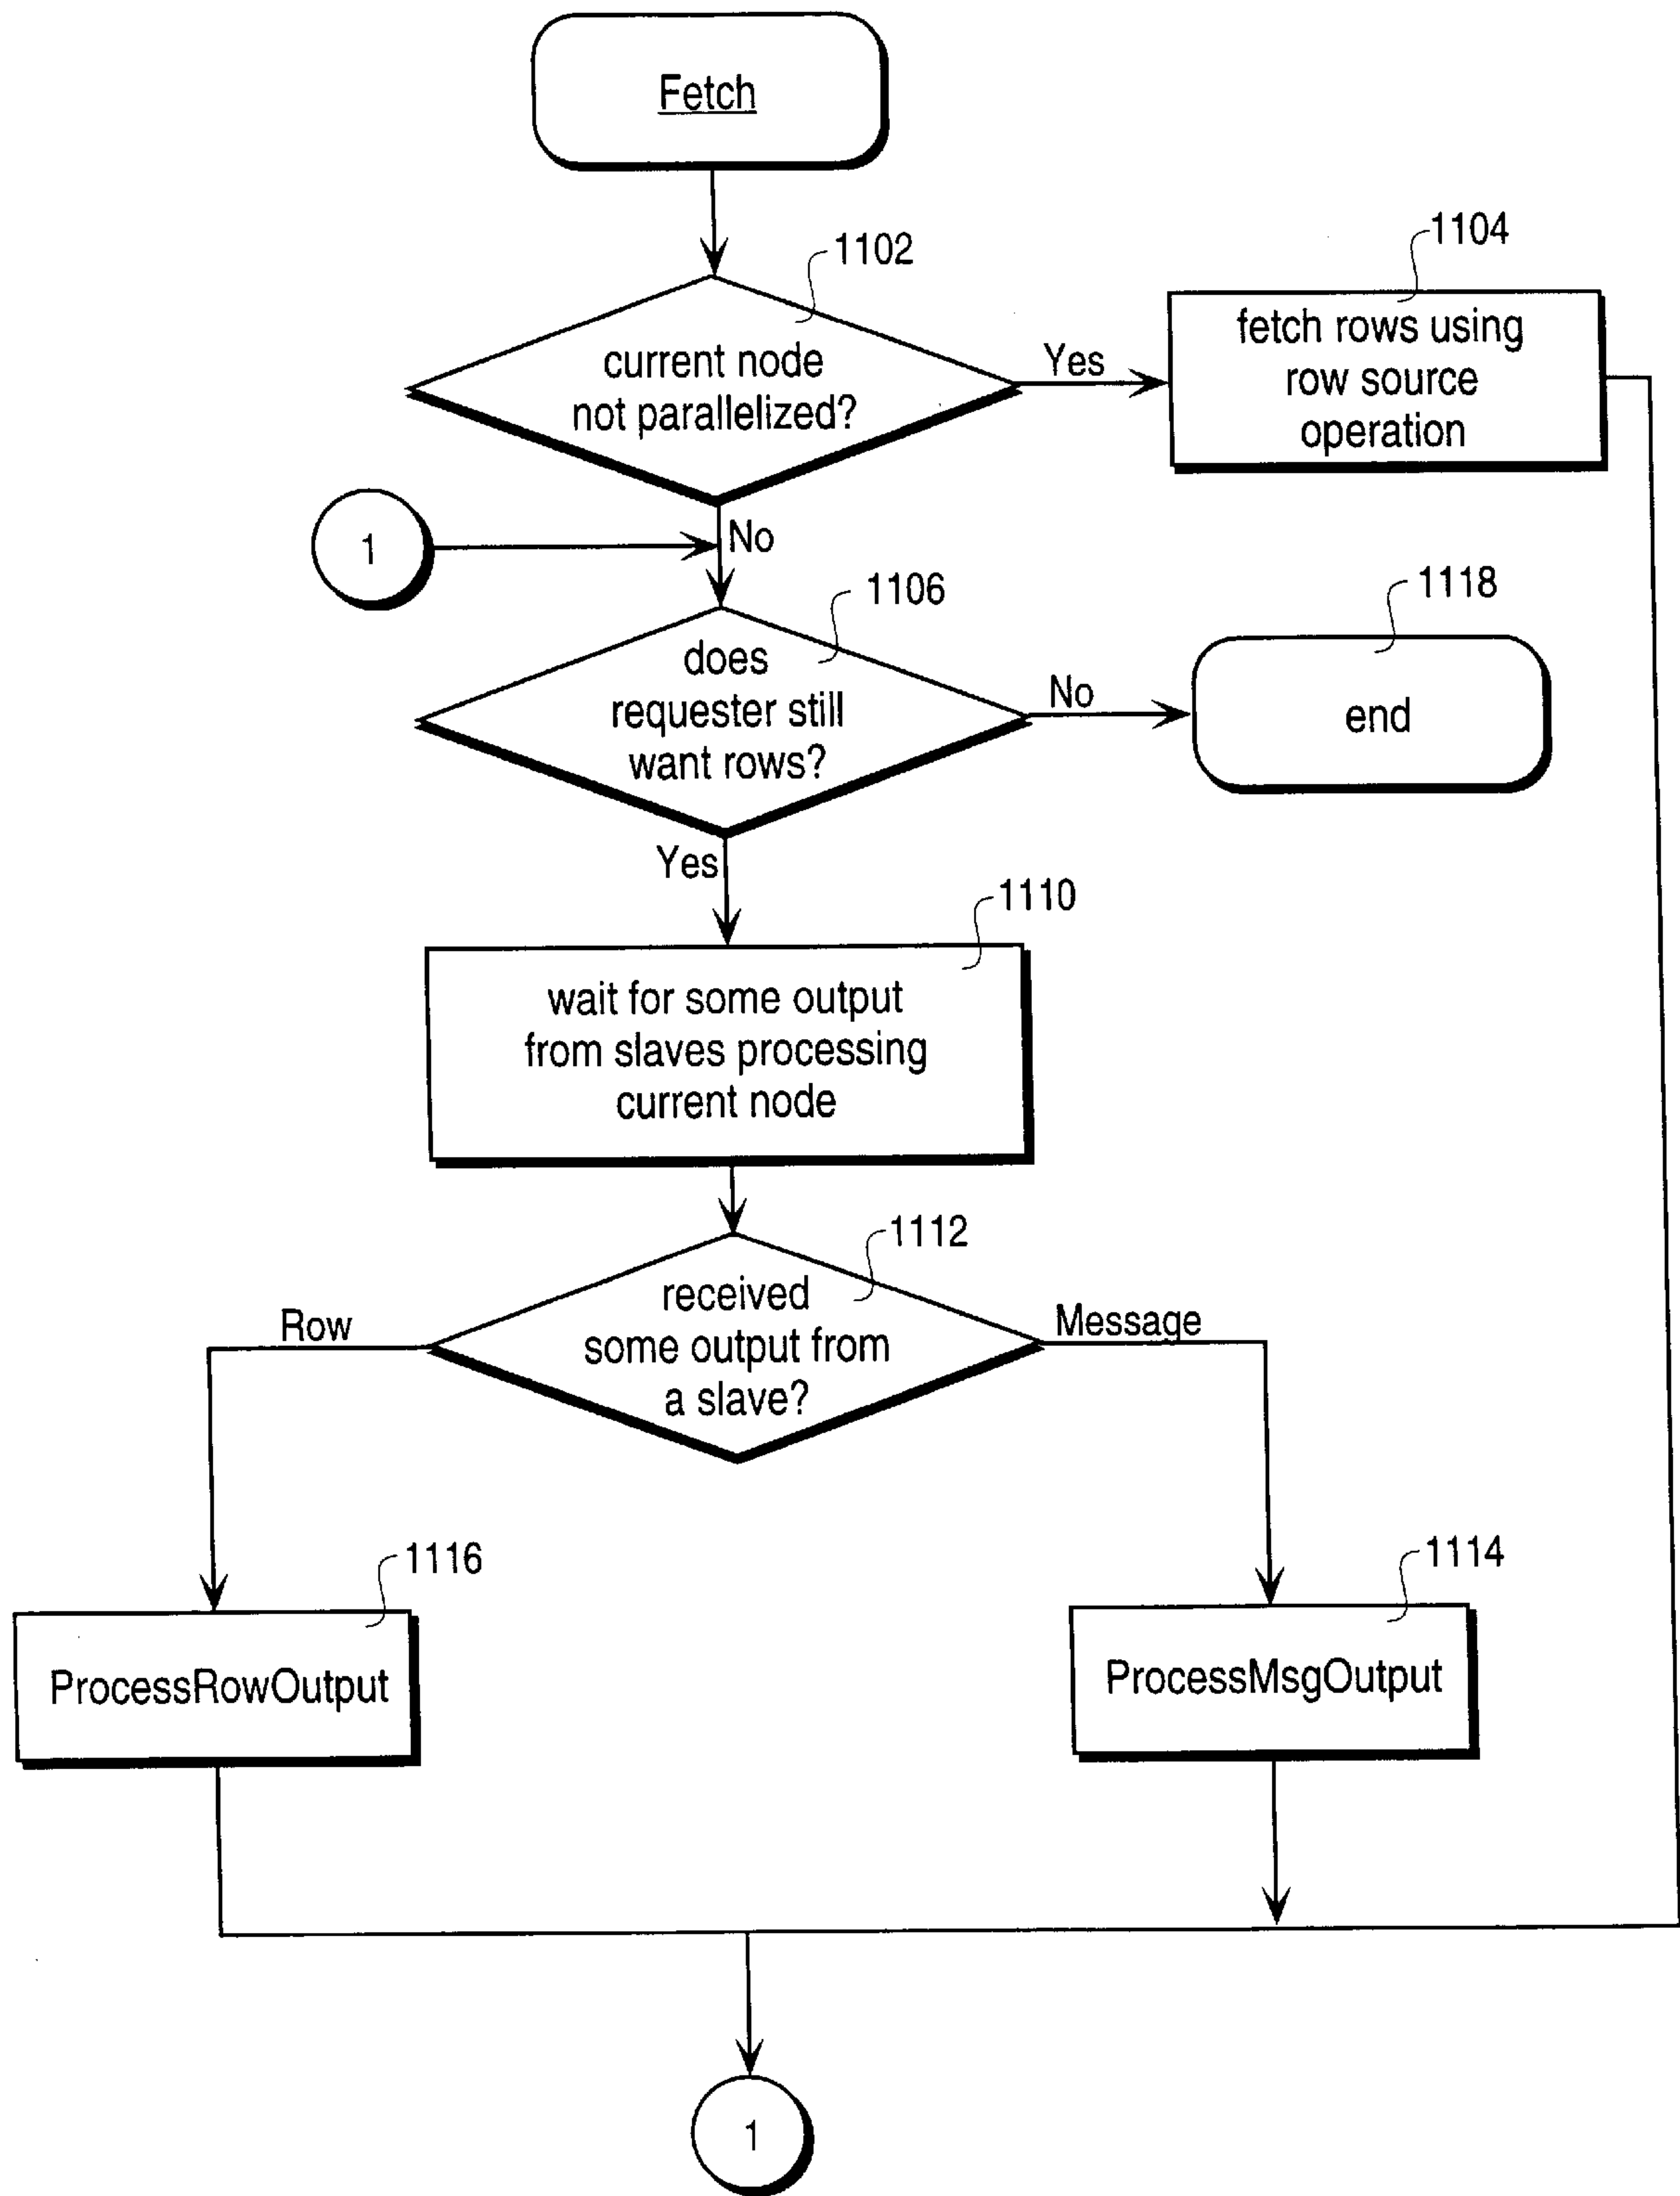 Fetch
1102
1104
current node
not parallelized?
Yes
fetch rows using
row source
operation
1
No
1106
1118
does
requester still
want rows?
No
end
Yes
1110
wait for some output
from slaves processing
current node
1112
Row
received
some output from
a slave?
Message
1116
1114
ProcessRowOutput
ProcessMsgOutput
1